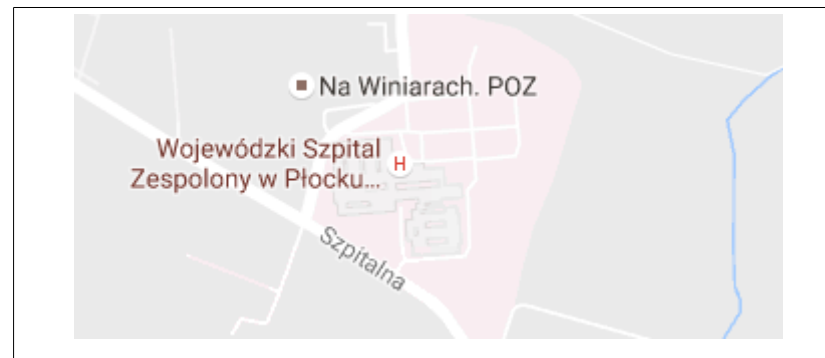 Na Winiarach. POZ
Wojewódzki Szpital
Zespolony w Płocku...
H
Szpitalna